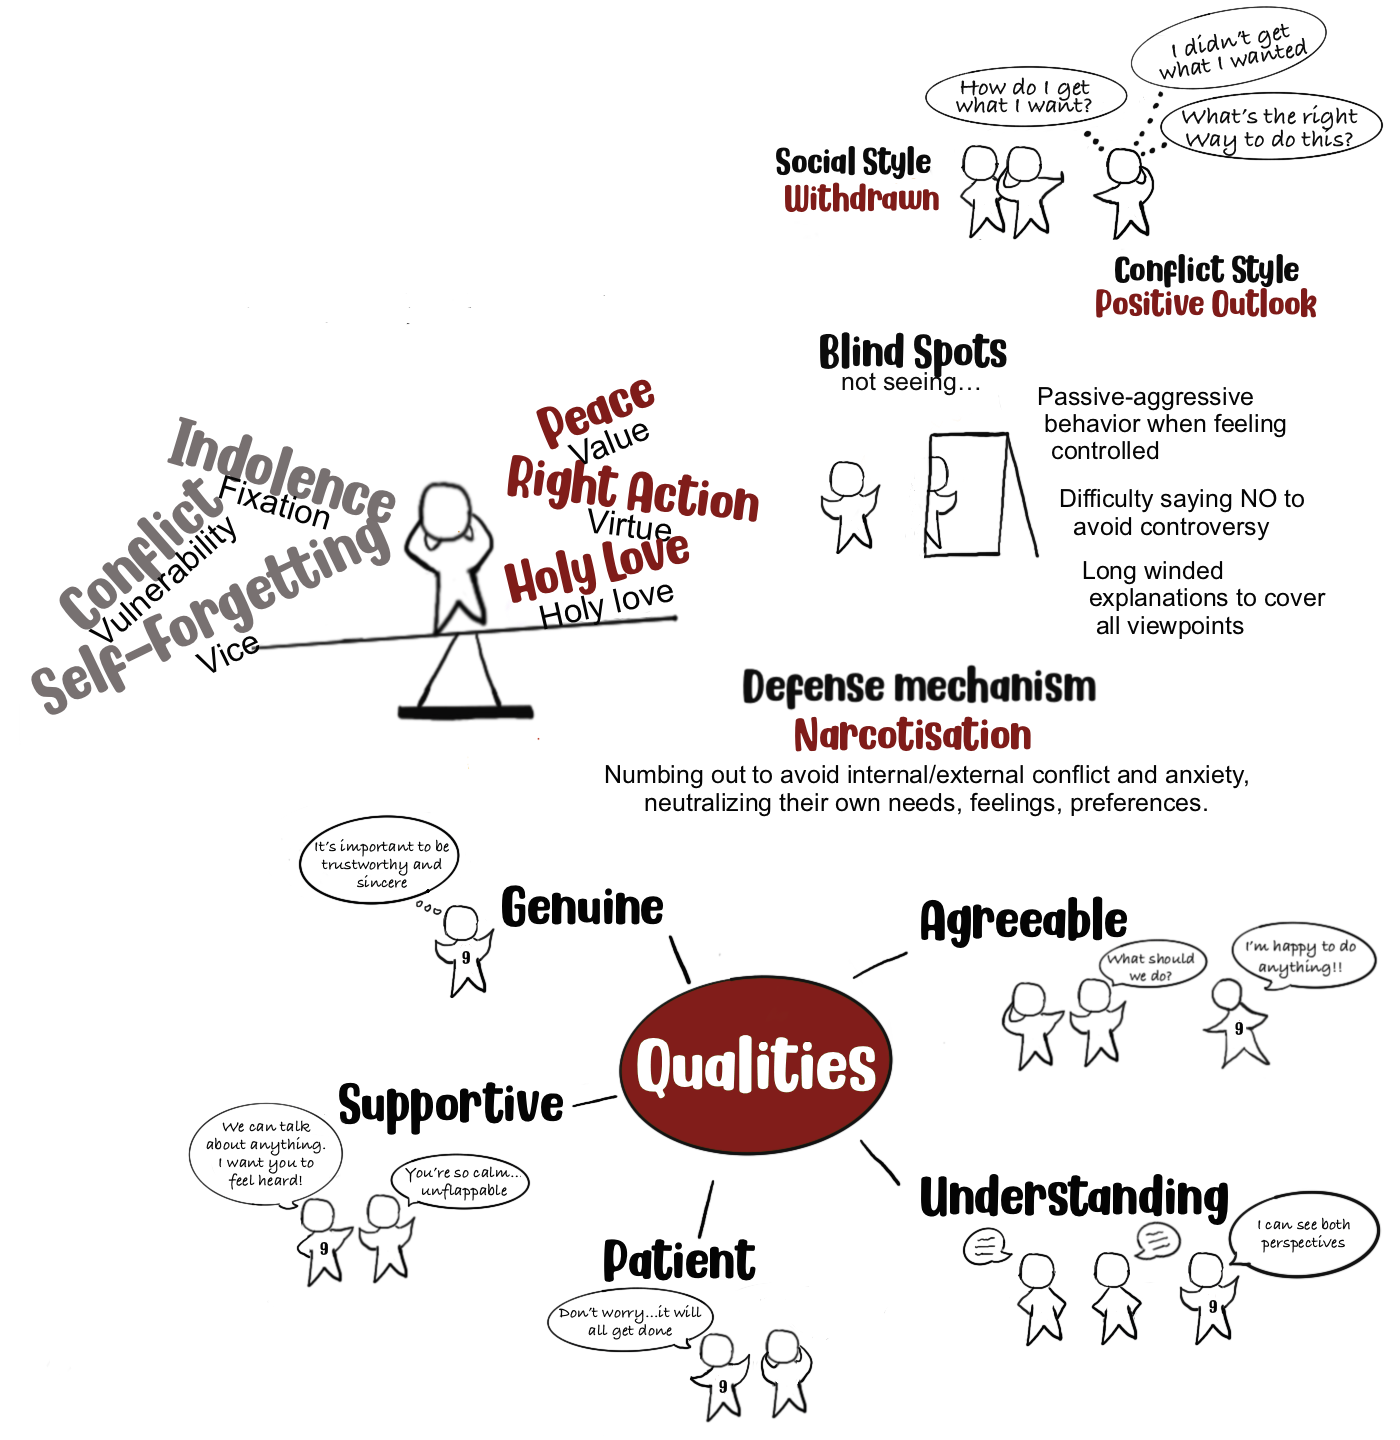 I didn't get
what I wanted
How do I get
what I want?
What's the right
Way to do this?
Social Style
Withdrawn
Conflict Style
Positive Outlook
Blind Spots
not seeing...
Passive-aggressive
behavior when feeling
controlled
Difficulty saying NO to
avoid controversy
Long winded
explanations to cover
all viewpoints
Indolence
Fixation
Conflict
Vulnerability
Self-Forgetting
Vice
Peace
Value
Right Action
Virtue
Holy Love
Holy love
Defense mechanism
Narcotisation
Numbing out to avoid internal/external conflict and anxiety,
neutralizing their own needs, feelings, preferences.
It's important to be
trustworthy and
sincere
9
Genuine
Agreeable
What should
we do?
I'm happy to do
anything!!
9
Qualities
Supportive
We can talk
about anything.
I want you to
feel heard!
You're so calm...
unflappable
9
Understanding
I can see both
perspectives
9
Patient
Don't worry...it will
all get done
9